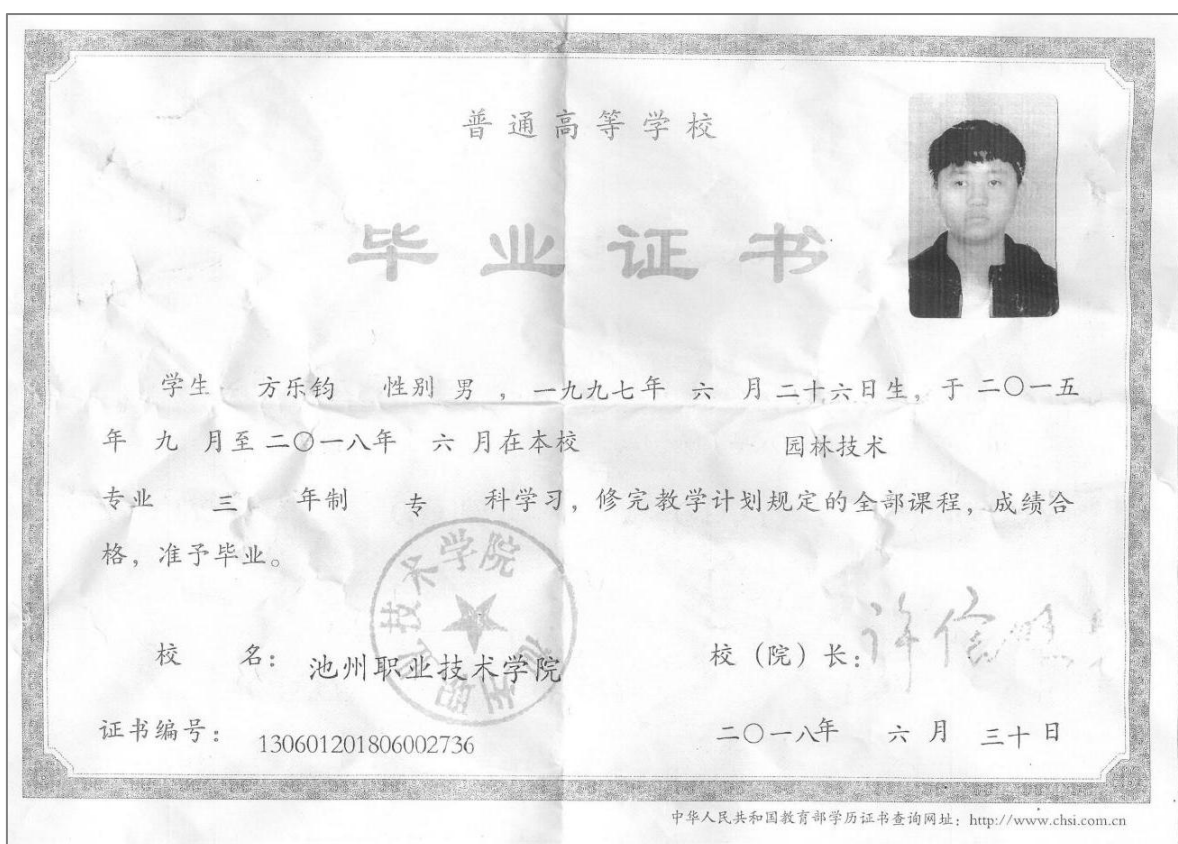 普通高等学校
毕业证书
学生 方乐钧 性别 男 ，一九九七年 六 月 二十六日生，于 二〇一五
年 九 月至 二〇一八年 六 月在本校 园林技术
专业 三 年制 专 科学习，修完教学计划规定的全部课程，成绩合
格，准予毕业。
技术学院
校 名： 池州职业技术学院
校（院）长：
证书编号： 130601201806002736
二〇一八年 六 月 三十 日
中华人民共和国教育部学历证书查询网址：http://www.chsi.com.cn